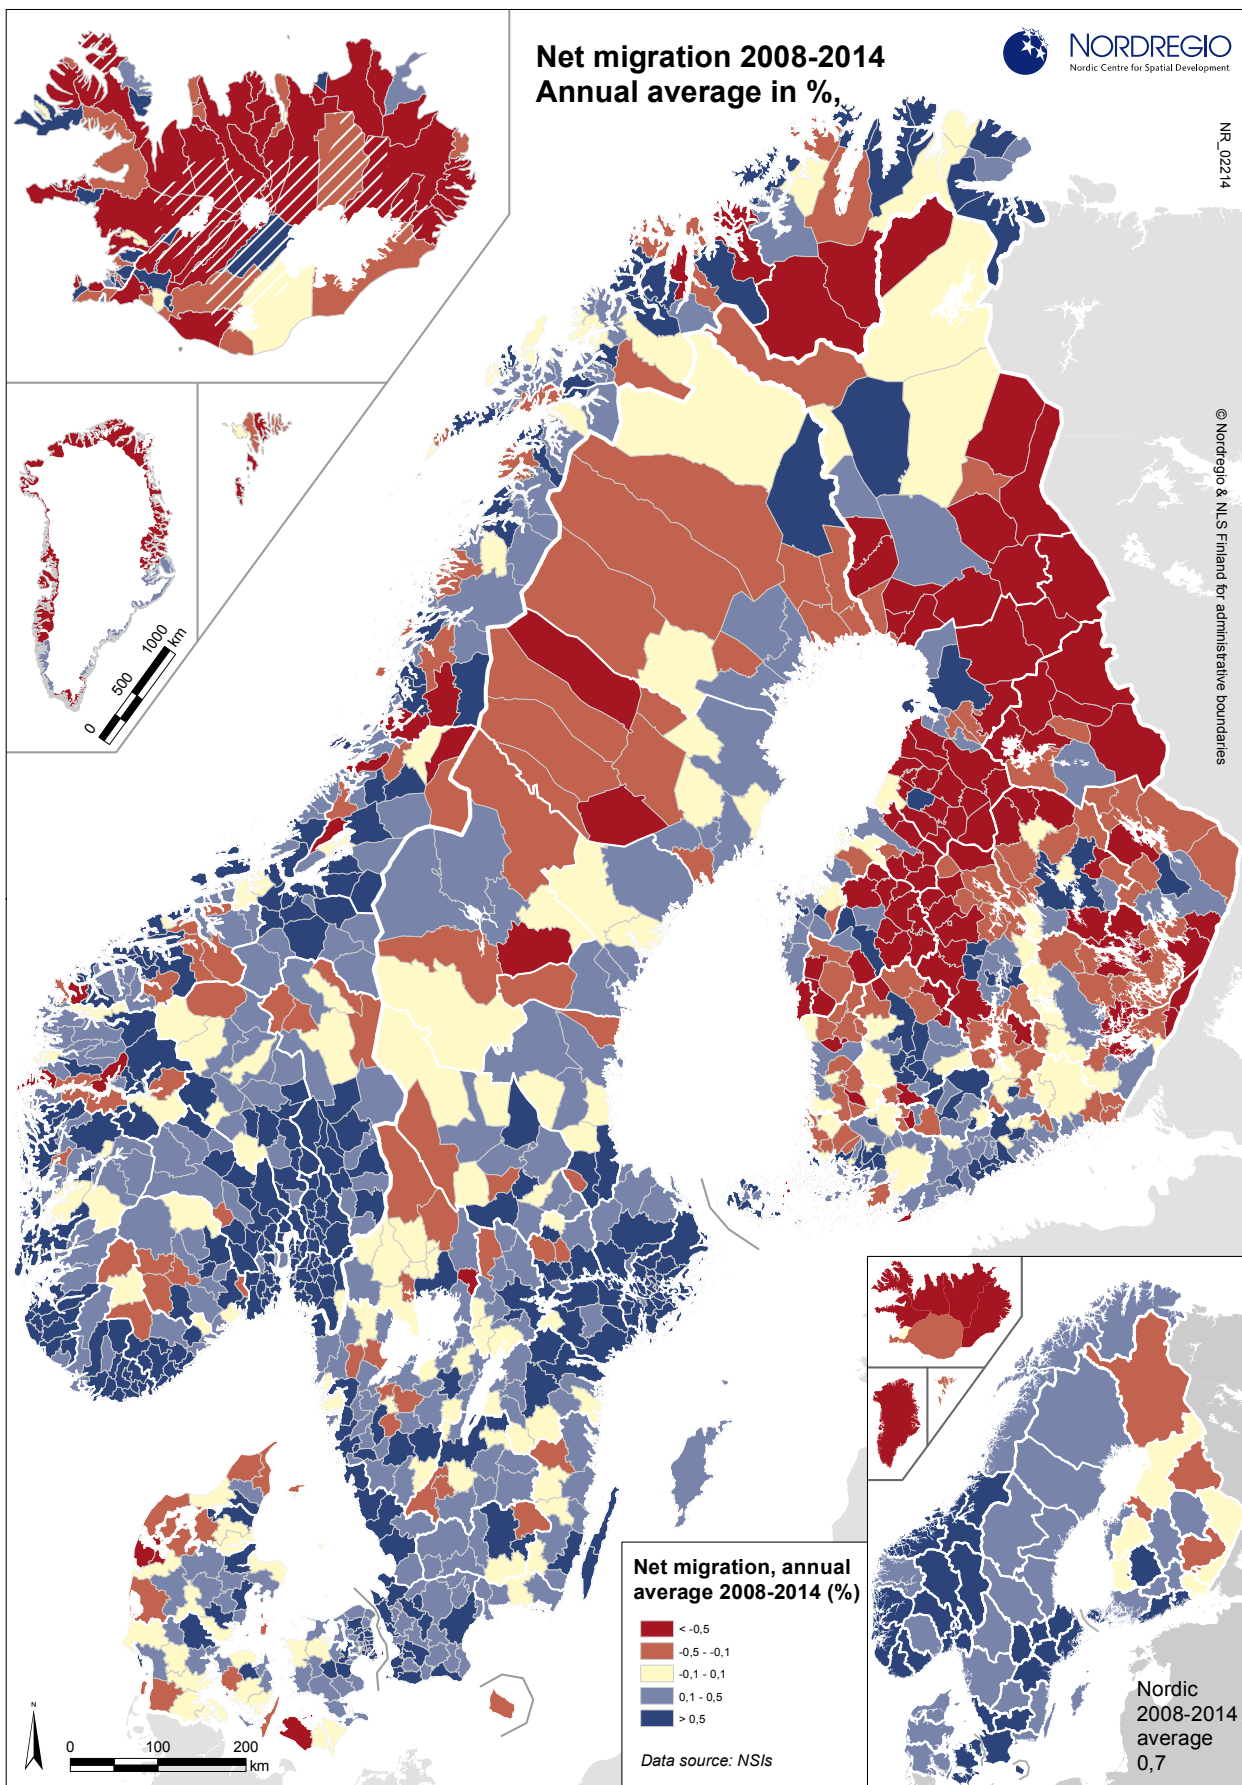 Net migration 2008-2014
Annual average in %,
NORDREGIO
Nordic Centre for Spatial Development
NR_02214
© Nordregio & NLS Finland for administrative boundaries
0 500 1000
km
Net migration, annual
average 2008-2014 (%)
< -0,5
-0,5 - -0,1
-0,1 - 0,1
0,1 - 0,5
> 0,5
Data source: NSIs
Nordic
2008-2014
average
0,7
N
0 100 200
km